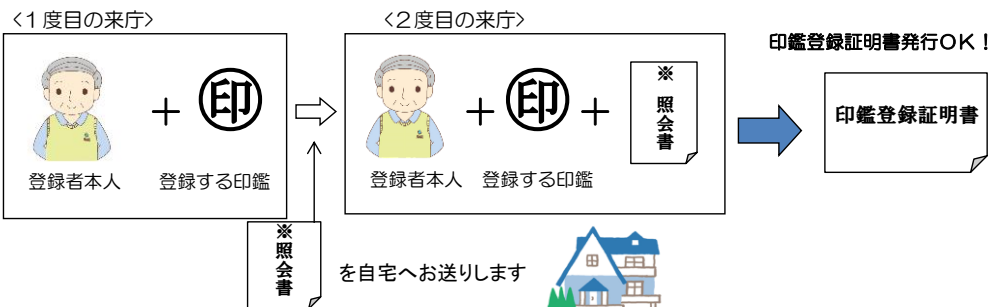 〈1度目の来庁〉
〈2度目の来庁〉
印鑑登録証明書発行OK!
+ ㊞
+ ㊞ +
※照会書
印鑑登録証明書
登録者本人 登録する印鑑
登録者本人 登録する印鑑
※照会書
を自宅へお送りします